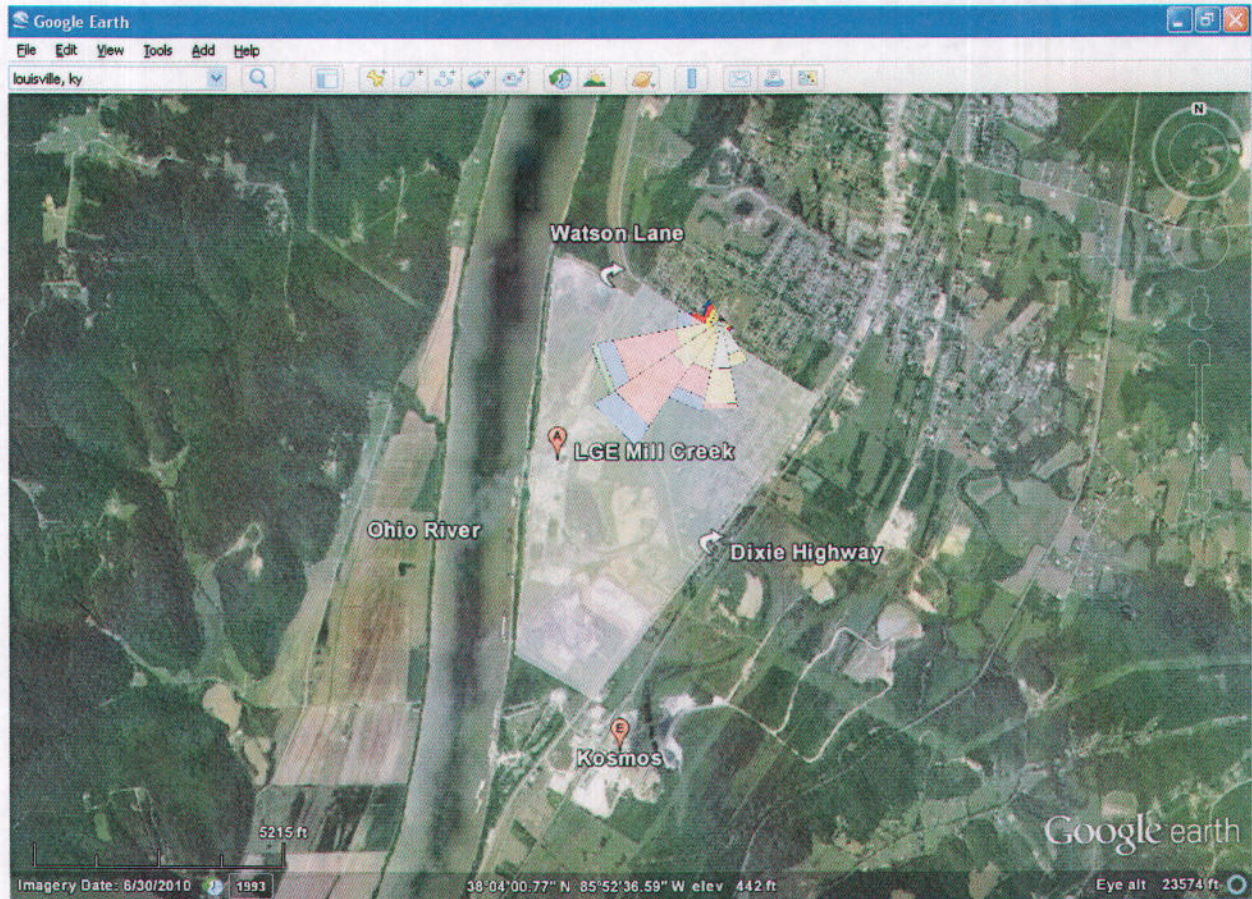 Google Earth
File Edit View Tools Add Help
louisville, ky
N
Watson Lane
A
LGE Mill Creek
Ohio River
Dixie Highway
E
Kosmos
5215 ft
Google earth
Imagery Date: 6/30/2010 1993 38°04'00.77" N 85°52'36.59" W elev 442 ft Eye alt 23574 ft